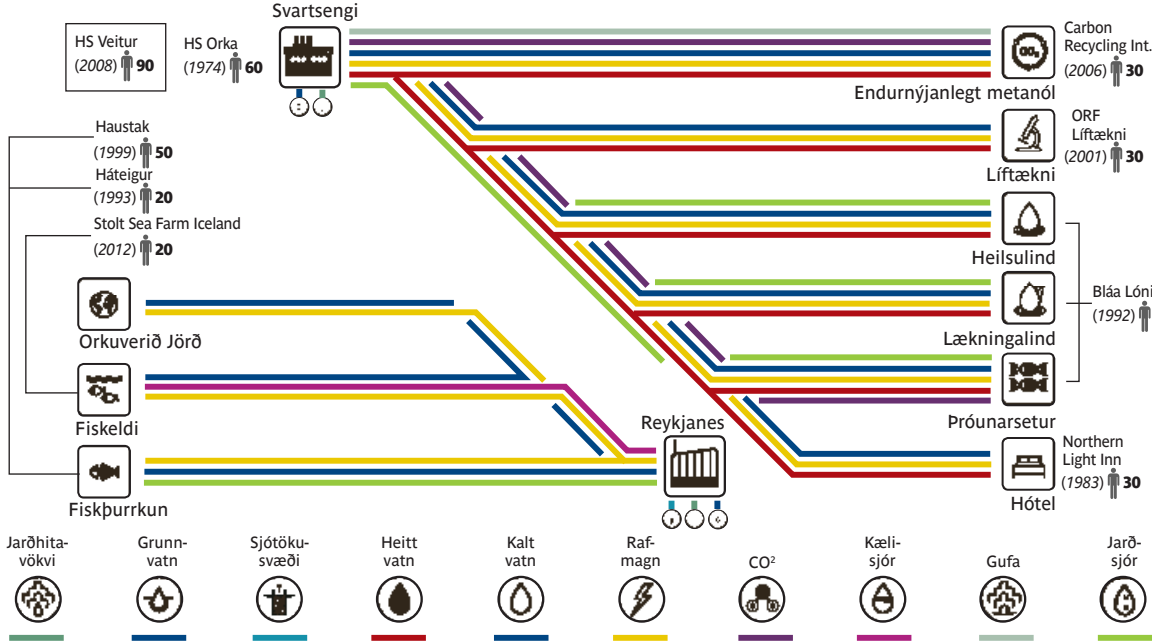 Svartsengi
HS Veitur
(2008) 90
HS Orka
(1974) 60
Carbon
Recycling Int.
(2006) 30
Endurnýjanlegt metanól
ORF
Líftækni
(2001) 30
Líftækni
Haustak
(1999) 50
Háteigur
(1993) 20
Stolt Sea Farm Iceland
(2012) 20
Heilsulind
Bláa Lóni
(1992)
Lækningalind
Orkuverið Jörð
Fiskeldi
Þróunarsetur
Reykjanes
Northern
Light Inn
(1983) 30
Hótel
Fiskþurrkun
Jarðhita-
vökvi
Grunn-
vatn
Sjótöku-
svæði
Heitt
vatn
Kalt
vatn
Raf-
magn
CO²
Kæli-
sjór
Gufa
Jarð-
sjór